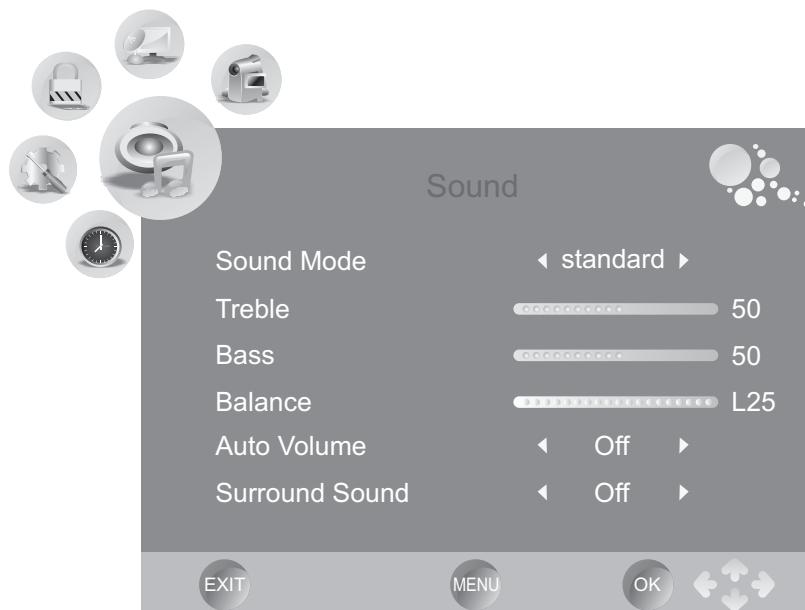 Sound
Sound Mode standard
Treble 50
Bass 50
Balance L25
Auto Volume Off
Surround Sound Off
EXIT MENU OK